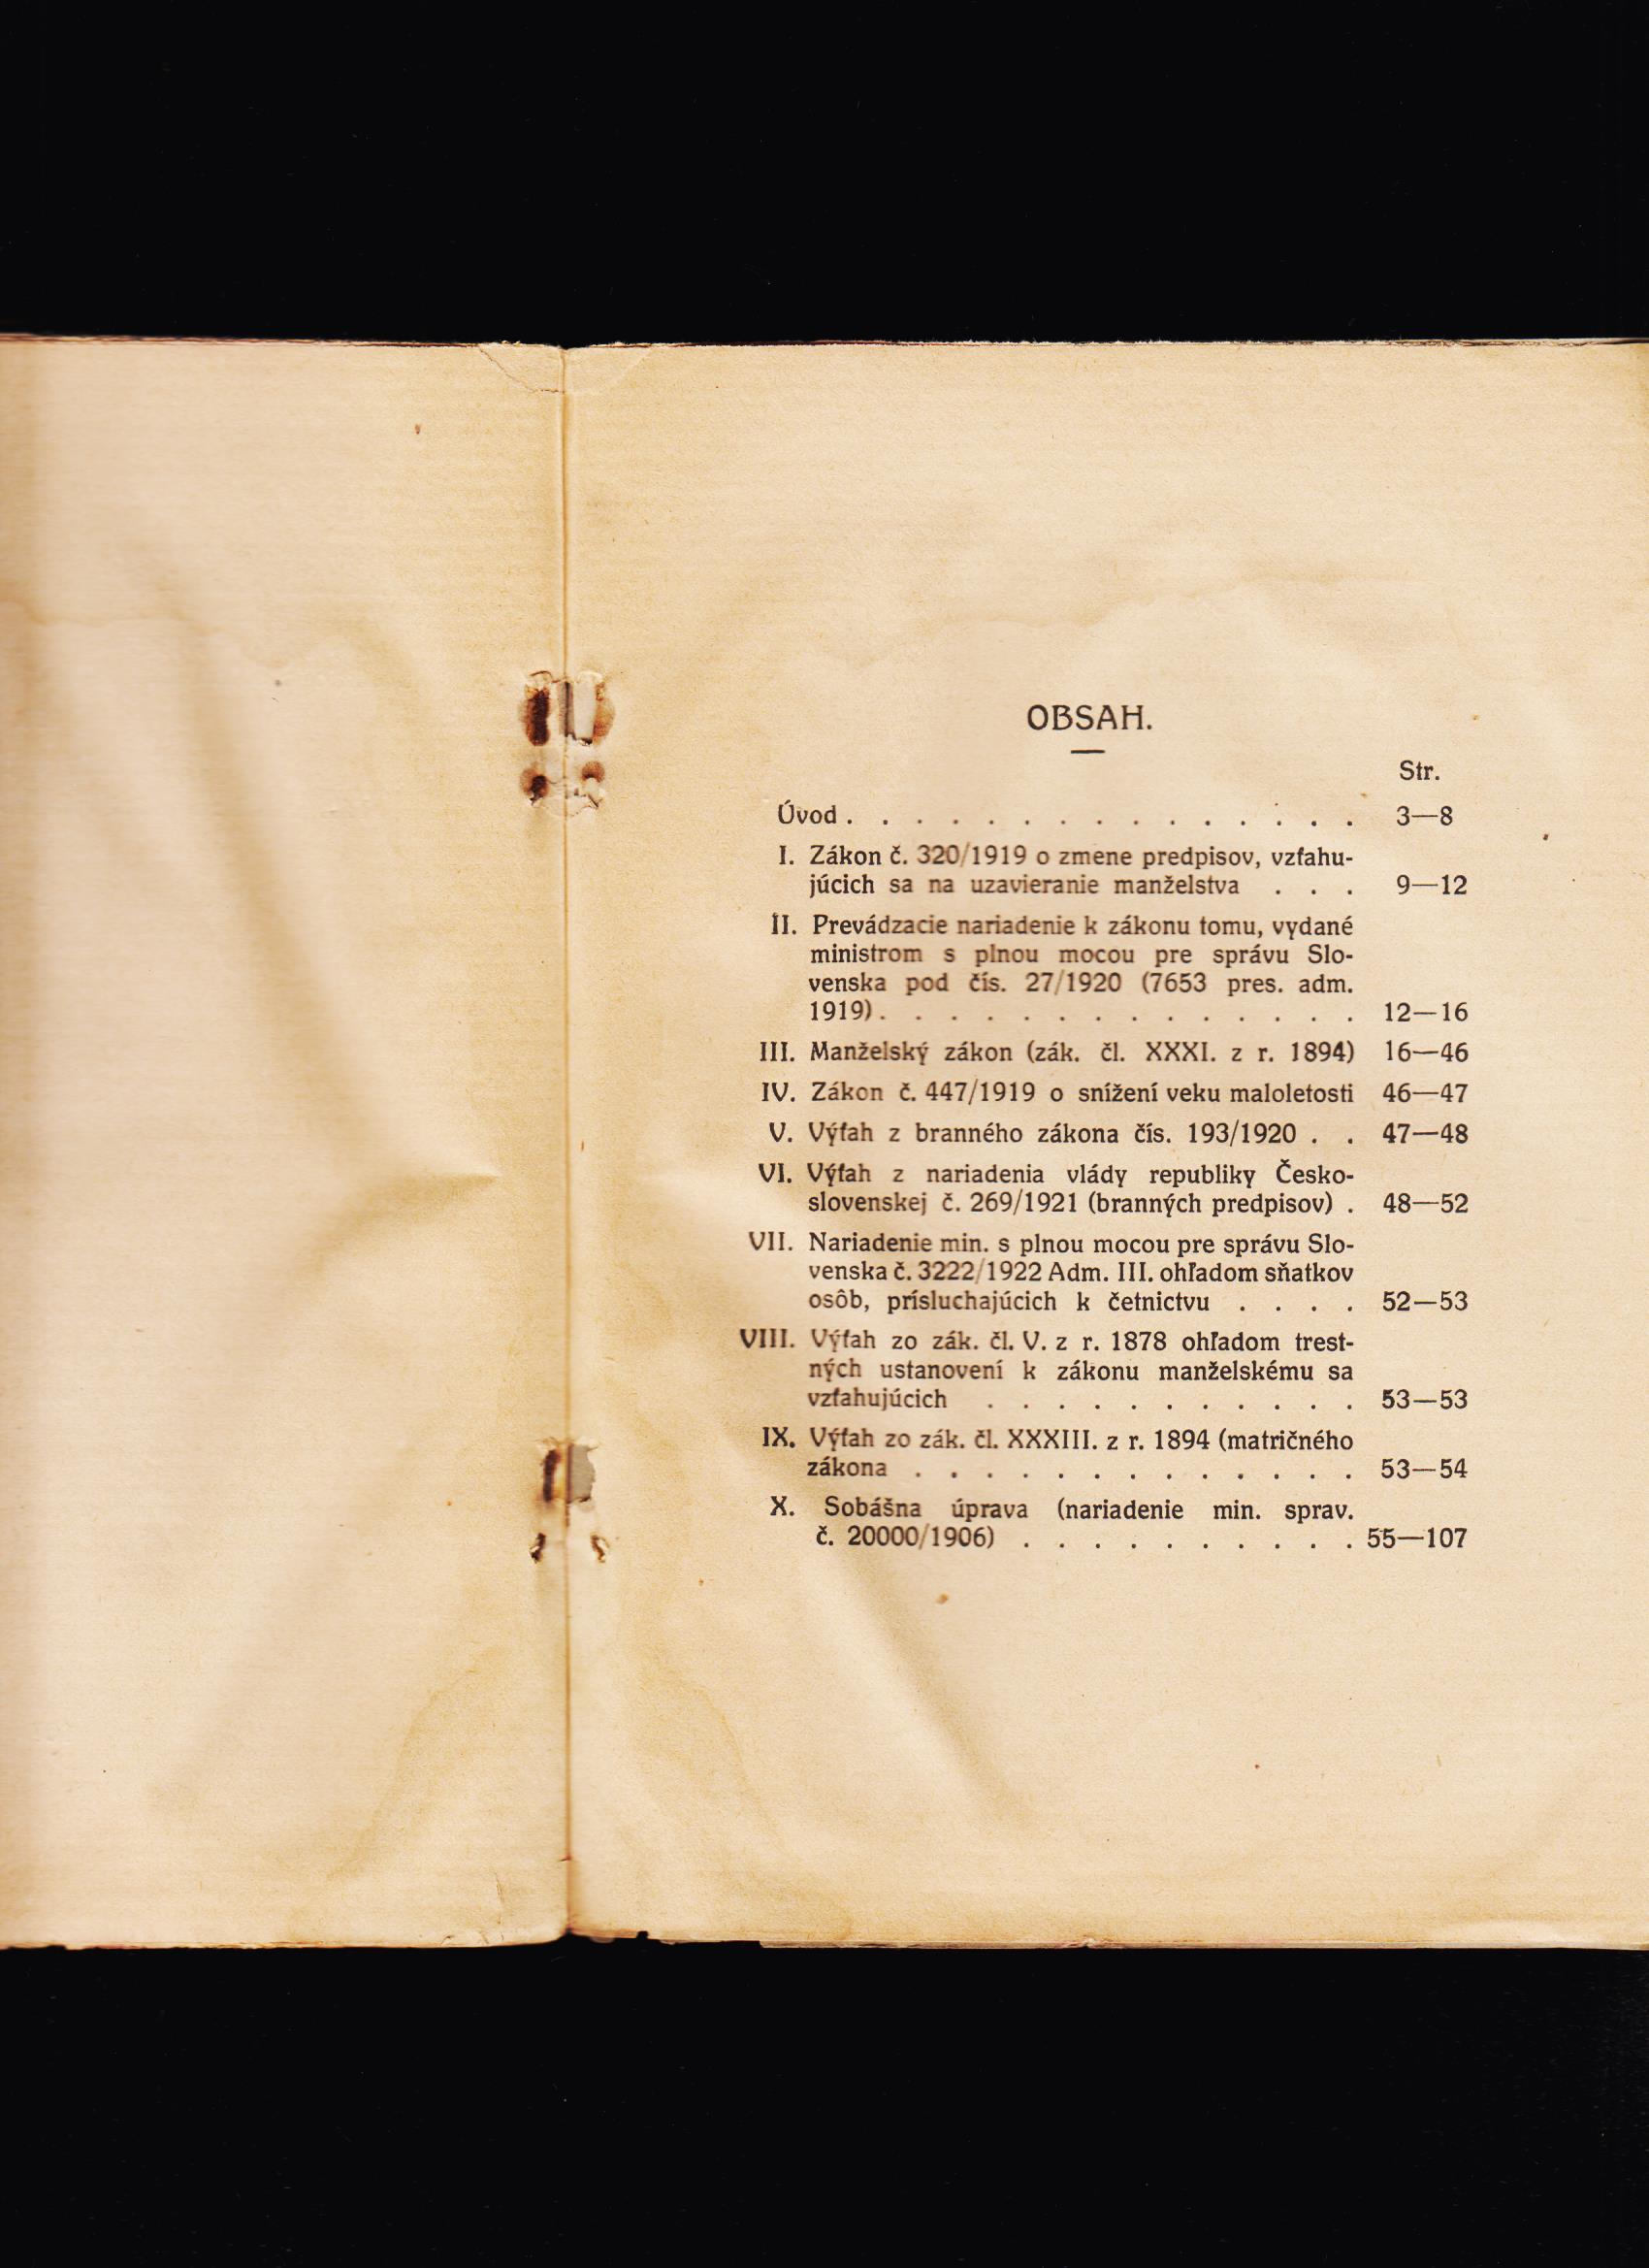 OBSAH.
Str.
Úvod . . . . . . . . . . . . . . . 3—8
I. Zákon č. 320/1919 o zmene predpisov, vzťahu-
júcich sa na uzavieranie manželstva . . . 9—12
II. Prevádzacie nariadenie k zákonu tomu, vydané
ministrom s plnou mocou pre správu Slo-
venska pod čís. 27/1920 (7653 pres. adm.
1919) . . . . . . . . . . . . . . 12—16
III. Manželský zákon (zák. čl. XXXI. z r. 1894) 16—46
IV. Zákon č. 447/1919 o snížení veku maloletosti 46—47
V. Výťah z branného zákona čís. 193/1920 . . 47—48
VI. Výťah z nariadenia vlády republiky Česko-
slovenskej č. 269/1921 (branných predpisov) . 48—52
VII. Nariadenie min. s plnou mocou pre správu Slo-
venska č. 3222/1922 Adm. III. ohľadom sňatkov
osôb, prísluchajúcich k četnictvu . . . . 52—53
VIII. Výťah zo zák. čl. V. z r. 1878 ohľadom trest-
ných ustanovení k zákonu manželskému sa
vzťahujúcich . . . . . . . . . . . 53—53
IX. Výťah zo zák. čl. XXXIII. z r. 1894 (matričného
zákona . . . . . . . . . . . . . 53—54
X. Sobášna úprava (nariadenie min. sprav.
č. 20000/1906) . . . . . . . . . . 55—107